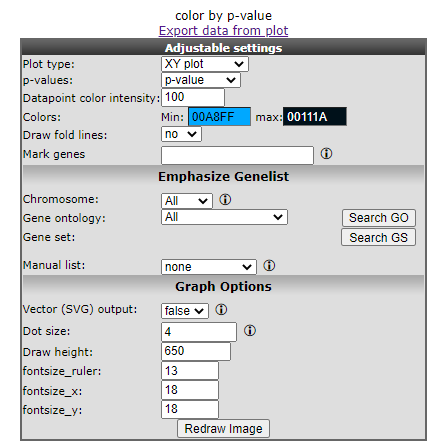 color by p-value
Export data from plot
Adjustable settings
Plot type: XY plot
p-values: p-value
Datapoint color intensity: 100
Colors: Min: 00A8FF max: 00111A
Draw fold lines: no
Mark genes
Emphasize Genelist
Chromosome: All
Gene ontology: All Search GO
Gene set: Search GS
Manual list: none
Graph Options
Vector (SVG) output: false
Dot size: 4
Draw height: 650
fontsize_ruler: 13
fontsize_x: 18
fontsize_y: 18
Redraw Image